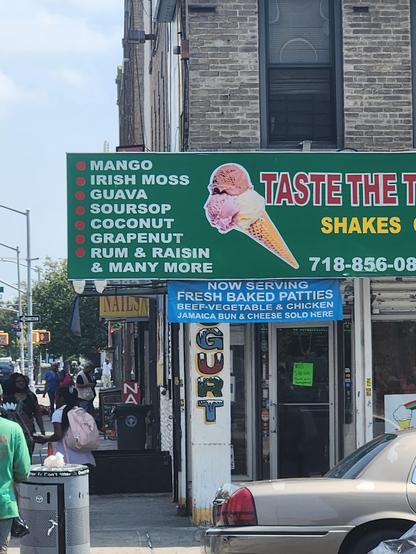 MANGO
IRISH MOSS
GUAVA
SOURSOP
COCONUT
GRAPENUT
RUM & RAISIN
& MANY MORE
TASTE THE T
SHAKES
718-856-08
NOW SERVING
FRESH BAKED PATTIES
BEEF-VEGETABLE & CHICKEN
JAMAICA BUN & CHEESE SOLD HERE
NAILS
GURT
NA